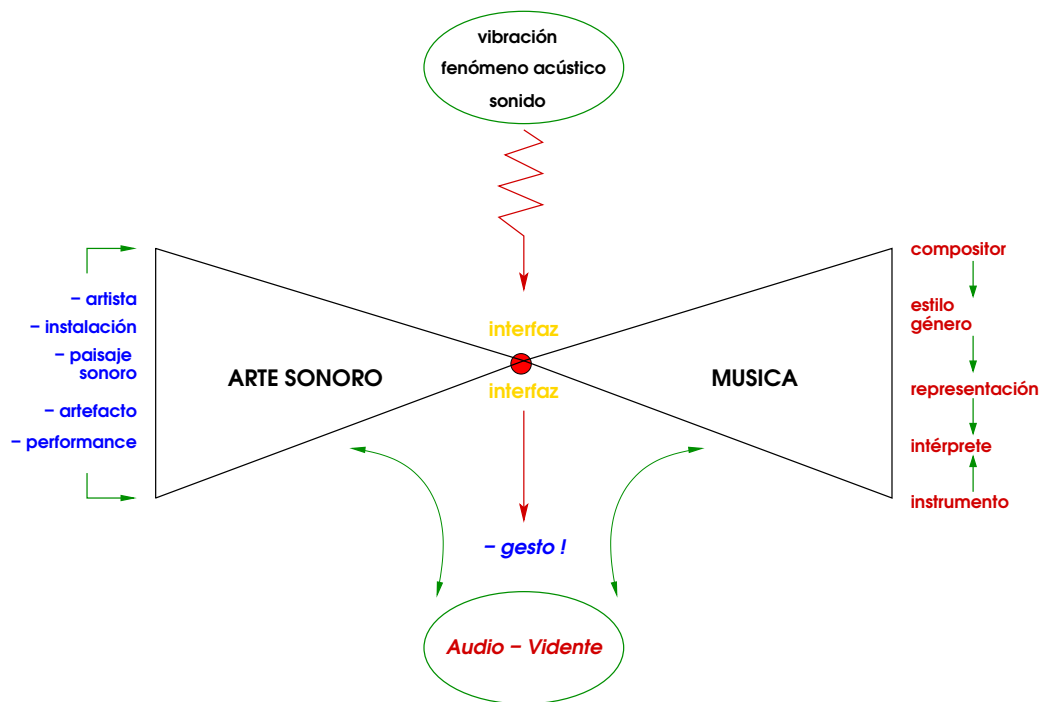 vibración
fenómeno acústico
sonido
– artista
– instalación
– paisaje
sonoro
– artefacto
– performance
ARTE SONORO
interfaz
interfaz
MUSICA
compositor
estilo
género
representación
intérprete
instrumento
– gesto !
Audio – Vidente